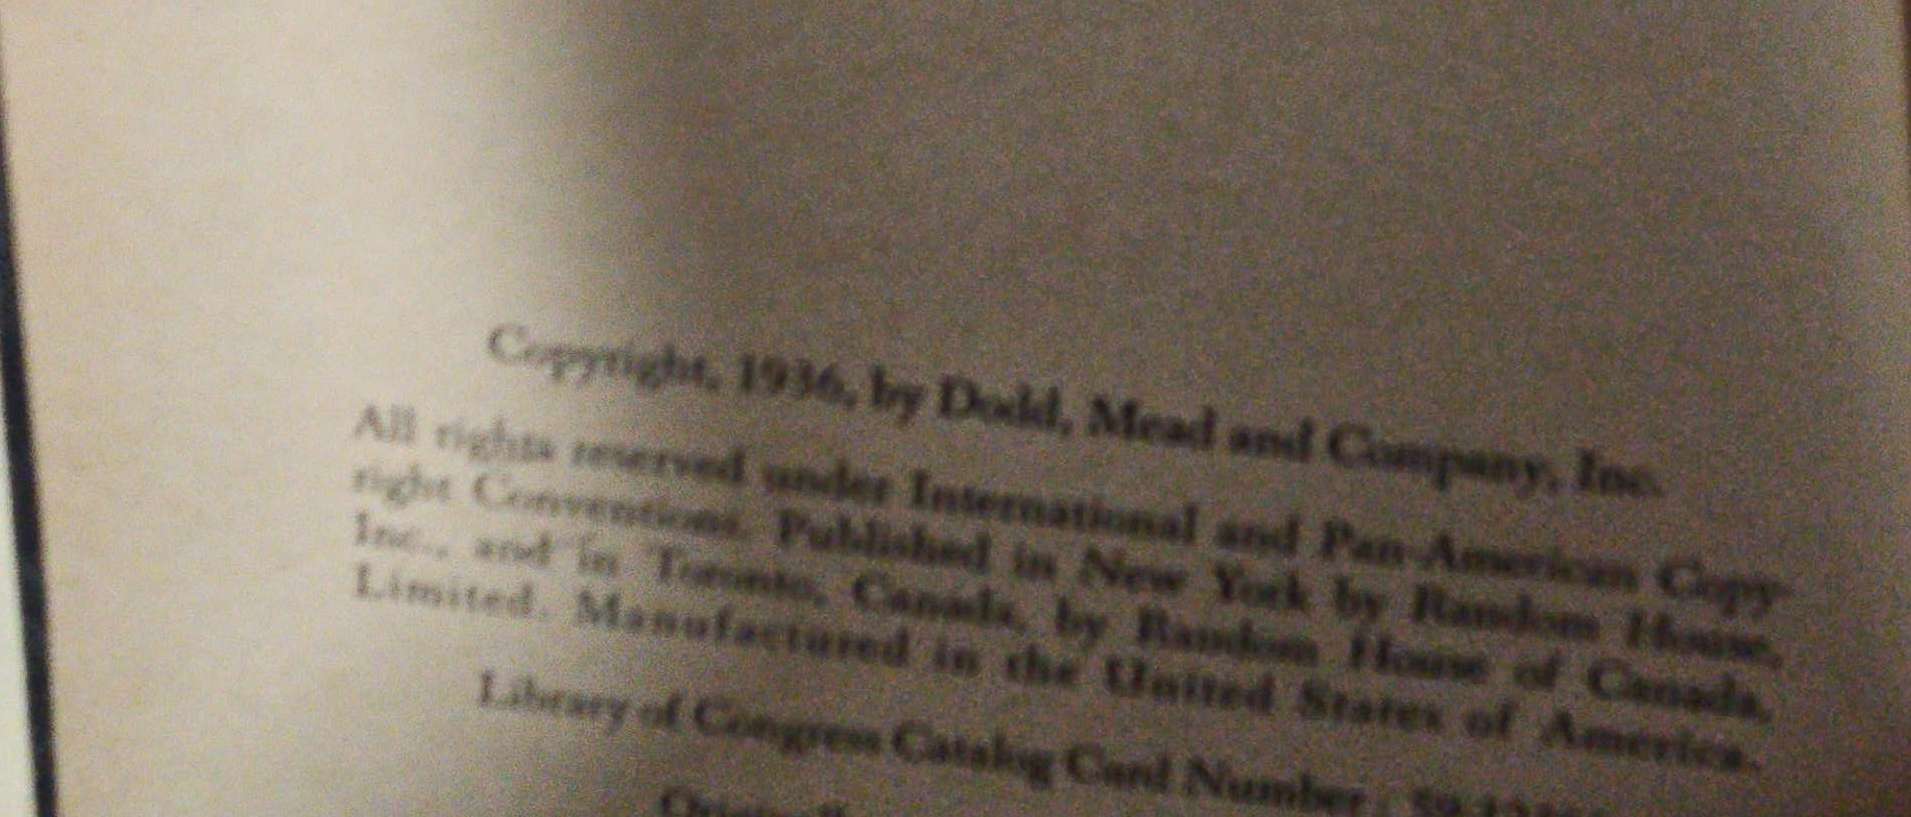 Copyright, 1936, by Dodd, Mead and Company, Inc.
All rights reserved under International and Pan-American Copy-
right Conventions. Published in New York by Random House,
Inc., and in Toronto, Canada, by Random House of Canada,
Limited. Manufactured in the United States of America.
Library of Congress Catalog Card Number: